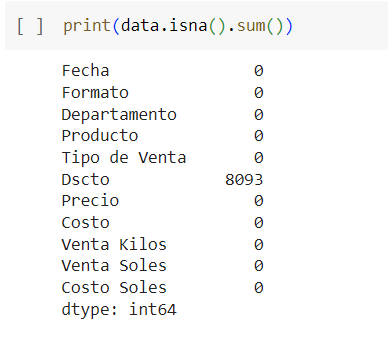 [ ] print(data.isna().sum())
Fecha 0
Formato 0
Departamento 0
Producto 0
Tipo de Venta 0
Dscto 8093
Precio 0
Costo 0
Venta Kilos 0
Venta Soles 0
Costo Soles 0
dtype: int64